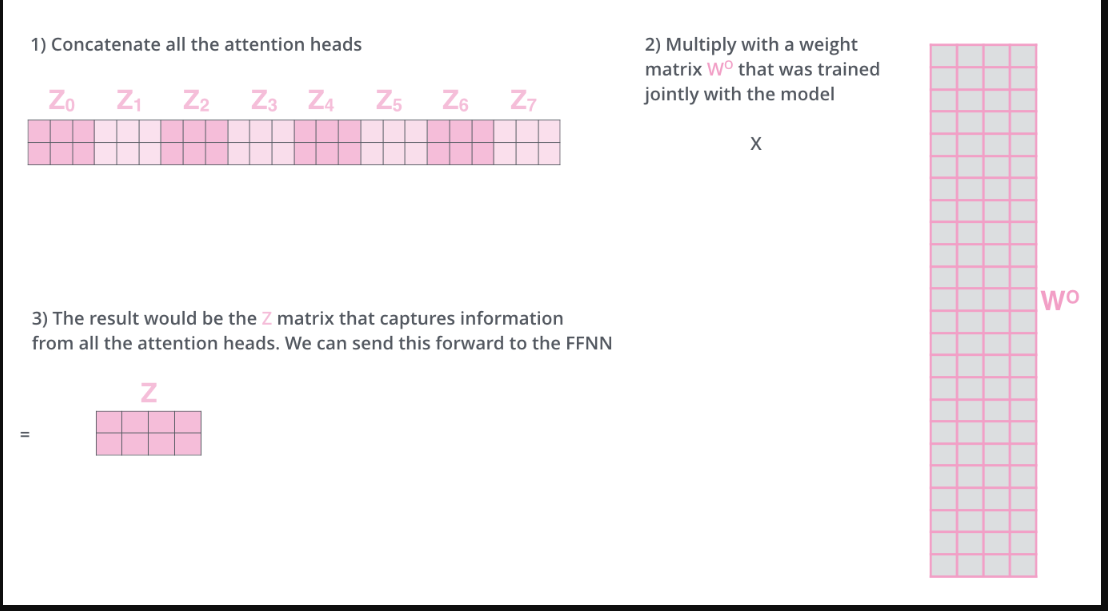 1) Concatenate all the attention heads
2) Multiply with a weight
matrix Wᴼ that was trained
jointly with the model
Z₀ Z₁ Z₂ Z₃ Z₄ Z₅ Z₆ Z₇
X
Wᴼ
3) The result would be the Z matrix that captures information
from all the attention heads. We can send this forward to the FFNN
Z
=